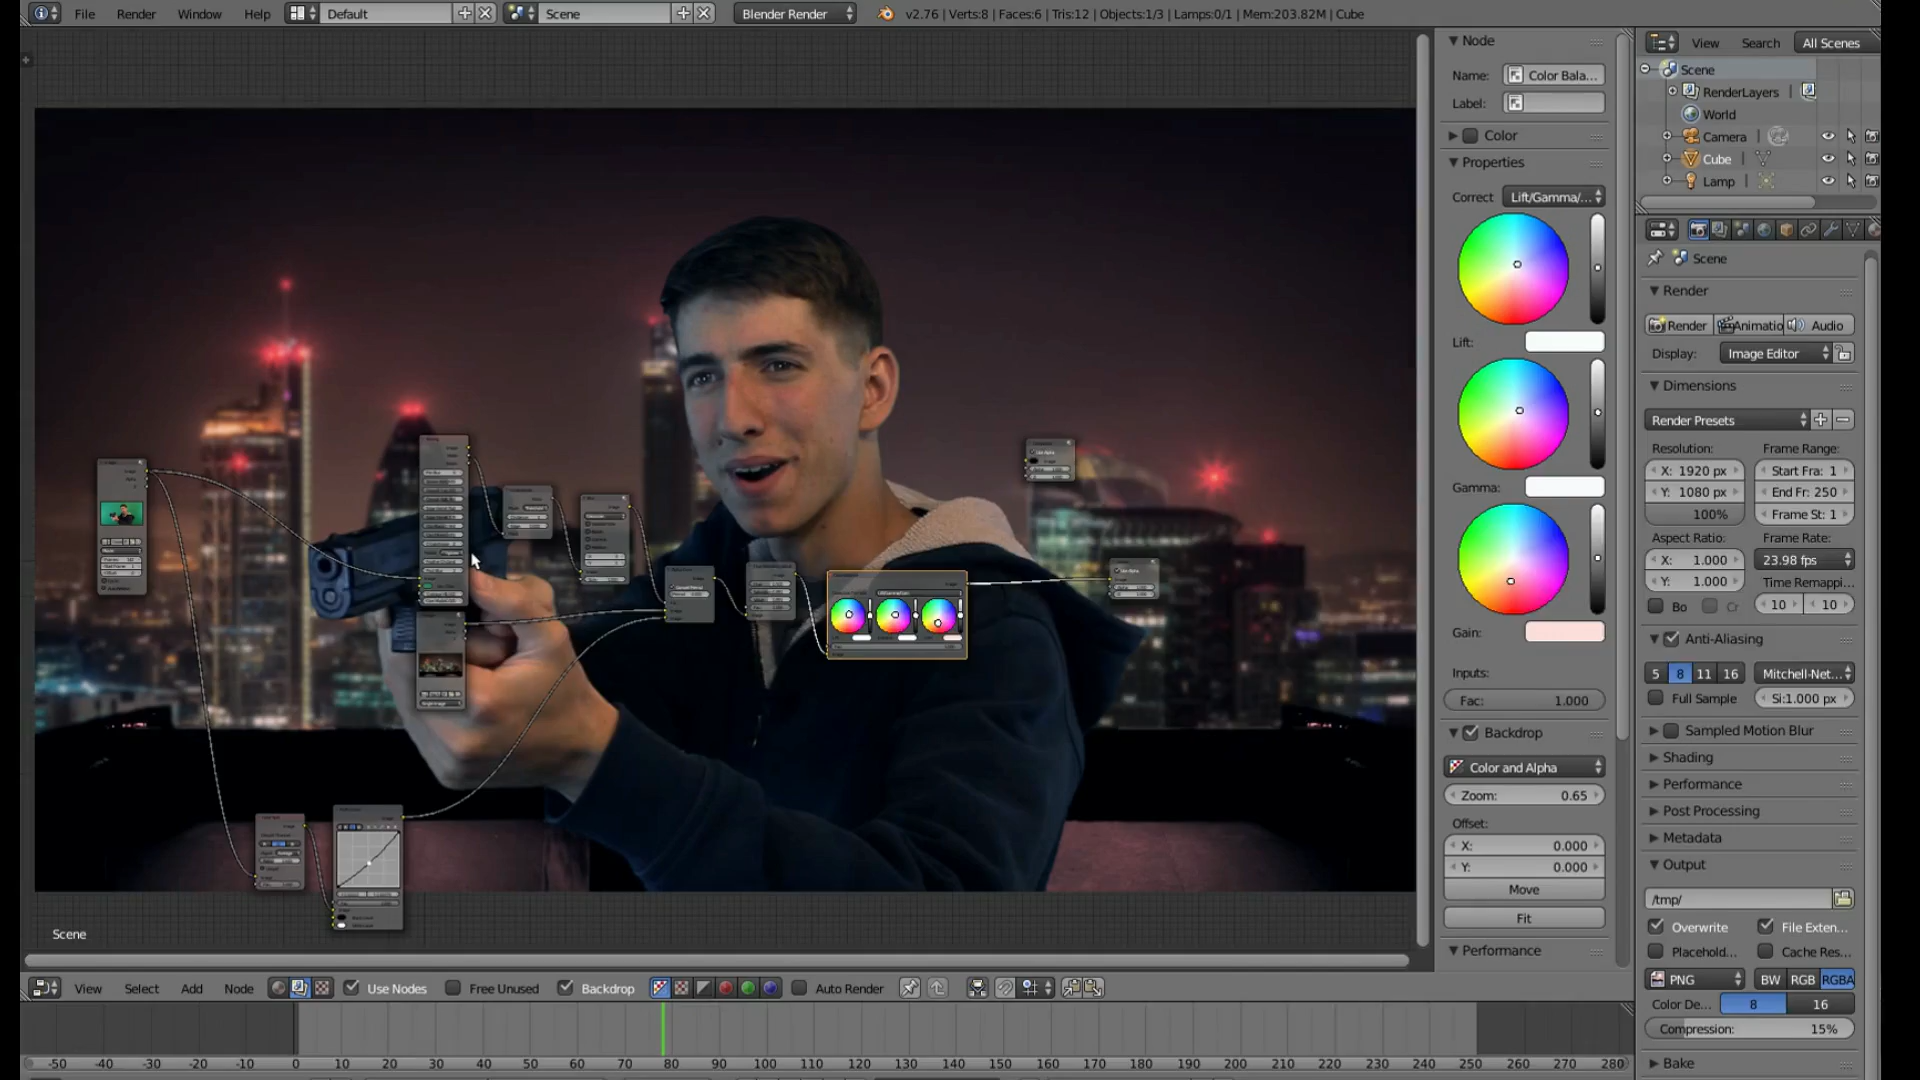 File Render Window Help Default Scene Blender Render v2.76 | Verts:8 | Faces:6 | Tris:12 | Objects:1/3 | Lamps:0/1 | Mem:203.82M | Cube
Node
Name: Color Bala...
Label:
Color
Properties
Correct Lift/Gamma/...
Lift:
Gamma:
Gain:
Inputs:
Fac: 1.000
Backdrop
Color and Alpha
Zoom: 0.65
Offset:
X: 0.000
Y: 0.000
Move
Fit
Performance
View Search All Scenes
Scene
RenderLayers
World
Camera
Cube
Lamp
Scene
Render
Render Animatio Audio
Display: Image Editor
Dimensions
Render Presets
Resolution: Frame Range:
X: 1920 px Start Fra: 1
Y: 1080 px End Fr: 250
100% Frame St: 1
Aspect Ratio: Frame Rate:
X: 1.000 23.98 fps
Y: 1.000 Time Remappi...
Bo Cr 10 10
Anti-Aliasing
5 8 11 16 Mitchell-Net...
Full Sample Si:1.000 px
Sampled Motion Blur
Shading
Performance
Post Processing
Metadata
Output
/tmp/
Overwrite File Exten...
Placehold... Cache Res...
PNG BW RGB RGBA
Color De... 8 16
Compression: 15%
Bake
Scene
View Select Add Node Use Nodes Free Unused Backdrop Auto Render
-50 -40 -30 -20 -10 0 10 20 30 40 50 60 70 80 90 100 110 120 130 140 150 160 170 180 190 200 210 220 230 240 250 260 270 280